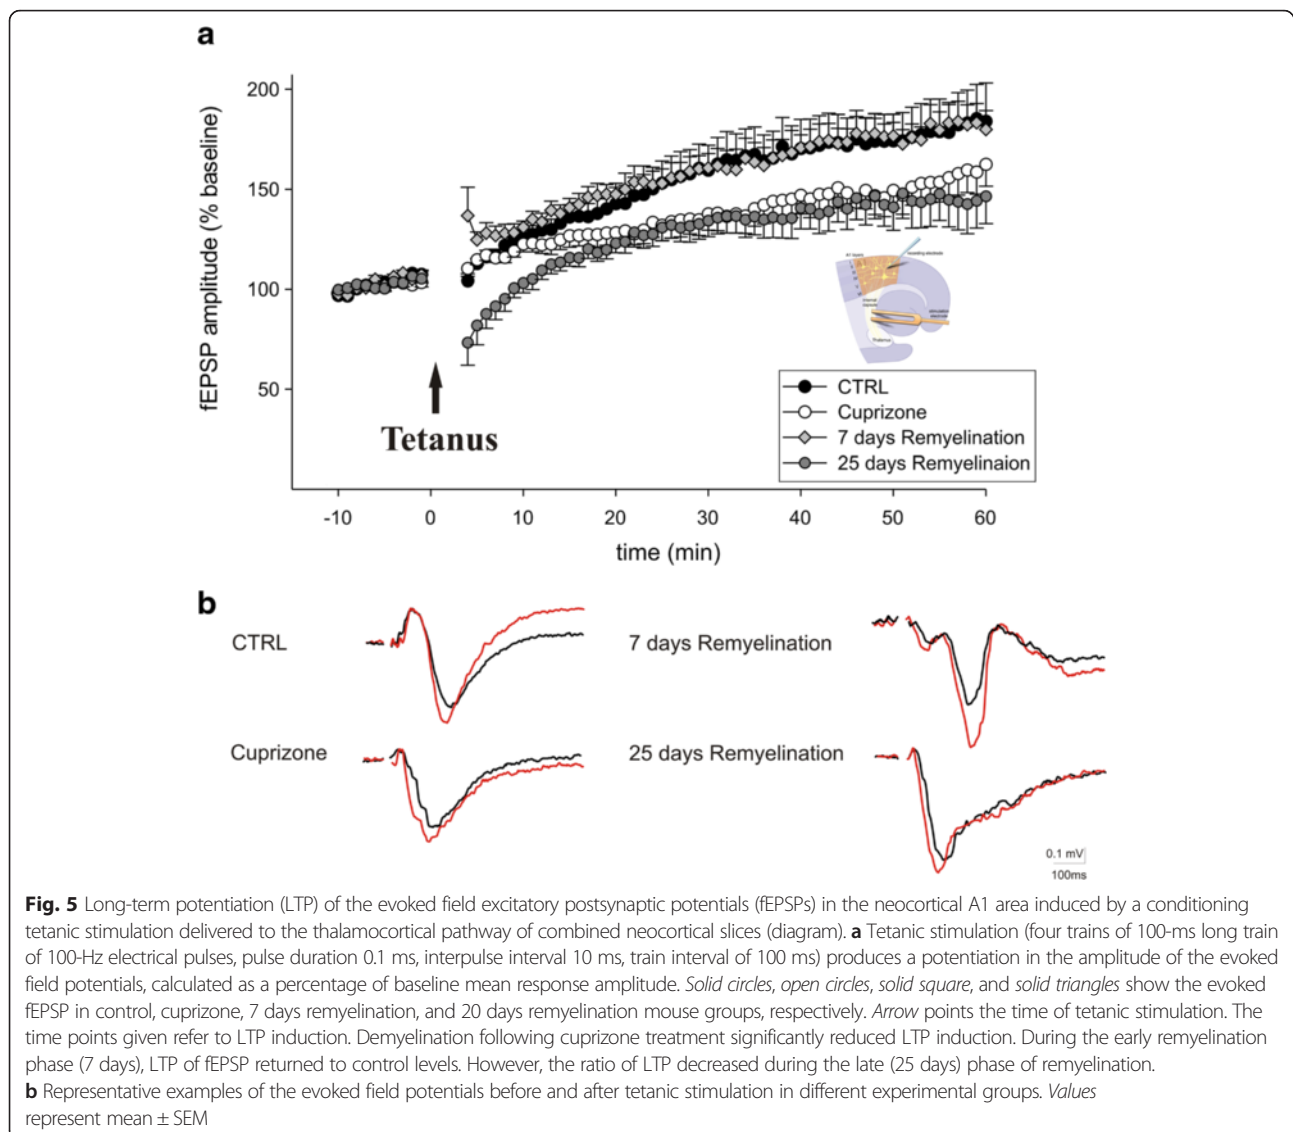 a
fEPSP amplitude (% baseline)
200
150
100
50
Tetanus
A1 layers
recording electrode
internal
capsule
stimulation
electrode
Thalamus
CTRL
Cuprizone
7 days Remyelination
25 days Remyelinaion
-10 0 10 20 30 40 50 60
time (min)
b
CTRL
7 days Remyelination
Cuprizone
25 days Remyelination
0.1 mV
100ms
Fig. 5 Long-term potentiation (LTP) of the evoked field excitatory postsynaptic potentials (fEPSPs) in the neocortical A1 area induced by a conditioning
tetanic stimulation delivered to the thalamocortical pathway of combined neocortical slices (diagram). a Tetanic stimulation (four trains of 100-ms long train
of 100-Hz electrical pulses, pulse duration 0.1 ms, interpulse interval 10 ms, train interval of 100 ms) produces a potentiation in the amplitude of the evoked
field potentials, calculated as a percentage of baseline mean response amplitude. Solid circles, open circles, solid square, and solid triangles show the evoked
fEPSP in control, cuprizone, 7 days remyelination, and 20 days remyelination mouse groups, respectively. Arrow points the time of tetanic stimulation. The
time points given refer to LTP induction. Demyelination following cuprizone treatment significantly reduced LTP induction. During the early remyelination
phase (7 days), LTP of fEPSP returned to control levels. However, the ratio of LTP decreased during the late (25 days) phase of remyelination.
b Representative examples of the evoked field potentials before and after tetanic stimulation in different experimental groups. Values
represent mean ± SEM